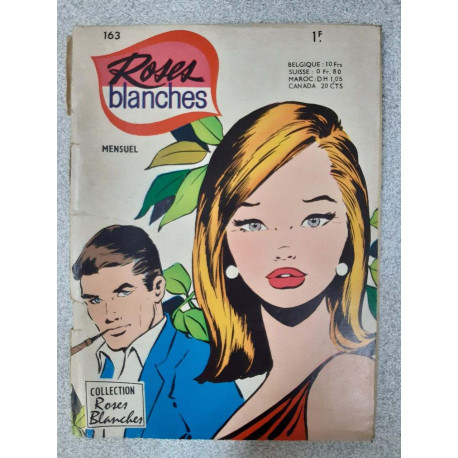 163
1F.
Roses
blanches
MENSUEL
BELGIQUE : 10 Frs
SUISSE : 0 Fr. 80
MAROC : DH 1,05
CANADA 20 CTS
COLLECTION
Roses
Blanches